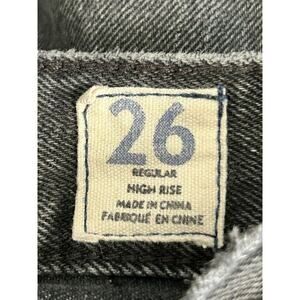 26
REGULAR
HIGH RISE
MADE IN CHINA
FABRIQUÉ EN CHINE